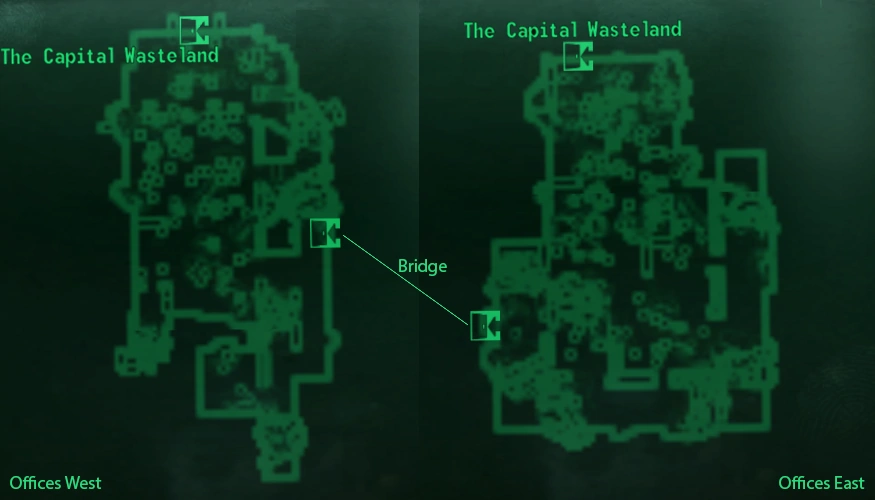 The Capital Wasteland
The Capital Wasteland
Bridge
Offices West
Offices East